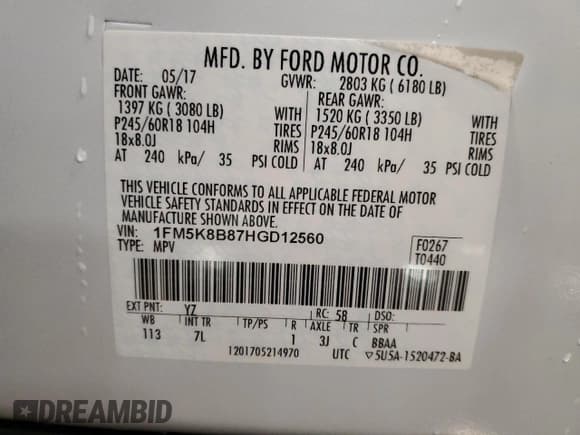 MFD. BY FORD MOTOR CO.
DATE: 05/17 GVWR: 2803 KG ( 6180 LB)
FRONT GAWR: REAR GAWR:
1397 KG ( 3080 LB) WITH 1520 KG ( 3350 LB) WITH
P245/60R18 104H TIRES P245/60R18 104H TIRES
18x8.0J RIMS 18x8.0J RIMS
AT 240 kPa/ 35 PSI COLD AT 240 kPa/ 35 PSI COLD
THIS VEHICLE CONFORMS TO ALL APPLICABLE FEDERAL MOTOR
VEHICLE SAFETY STANDARDS IN EFFECT ON THE DATE OF
MANUFACTURE SHOWN ABOVE.
VIN: 1FM5K8B87HGD12560
TYPE: MPV
F0267
T0440
EXT PNT: YZ RC: 58 DSO:
WB INT TR TP/PS R AXLE TR SPR
113 7L 1 3J C BBAA
1201705214970 UTC ▽5U5A-1520472-BA
DREAMBID